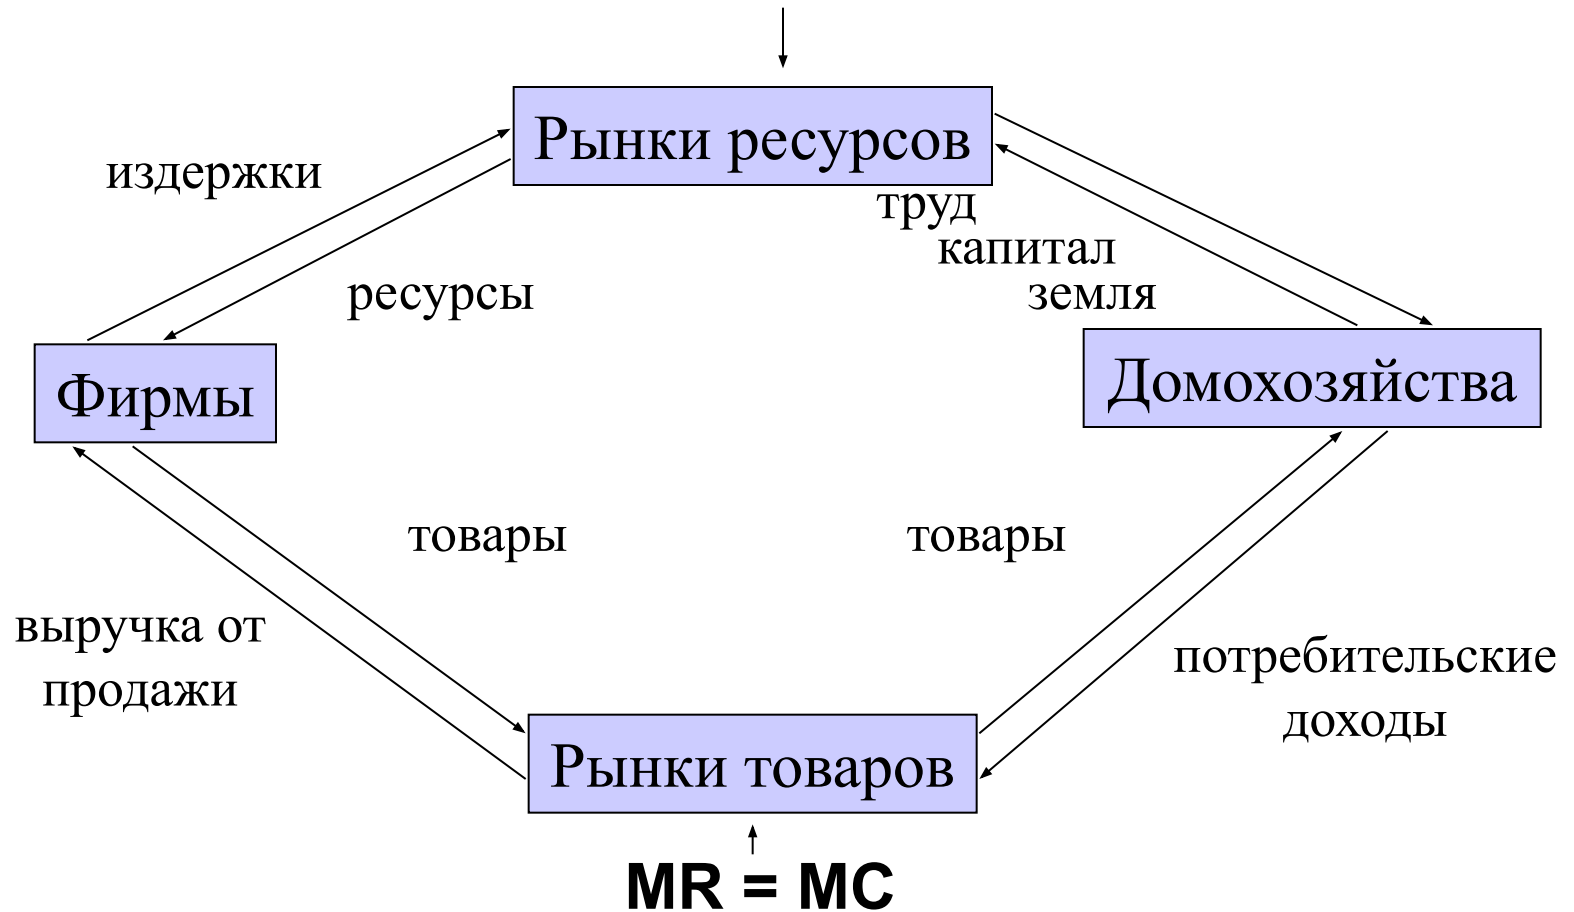 Рынки ресурсов
издержки
труд
капитал
ресурсы
земля
Фирмы
Домохозяйства
товары
товары
выручка от
продажи
потребительские
доходы
Рынки товаров
MR = MC